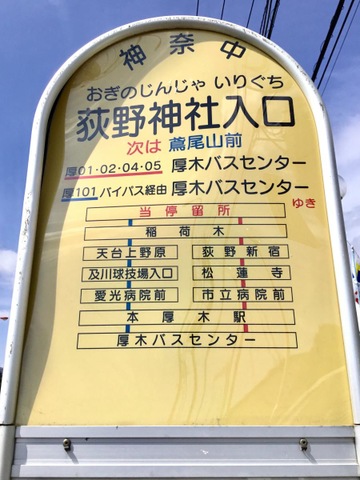 神奈中
おぎのじんじゃ いりぐち
荻野神社入口
次は 鳶尾山前
厚01・02・04・05 厚木バスセンター
厚101 バイパス経由 厚木バスセンター
ゆき
当停留所
稲荷木
天台上野原 荻野新宿
及川球技場入口 松蓮寺
愛光病院前 市立病院前
本厚木駅
厚木バスセンター